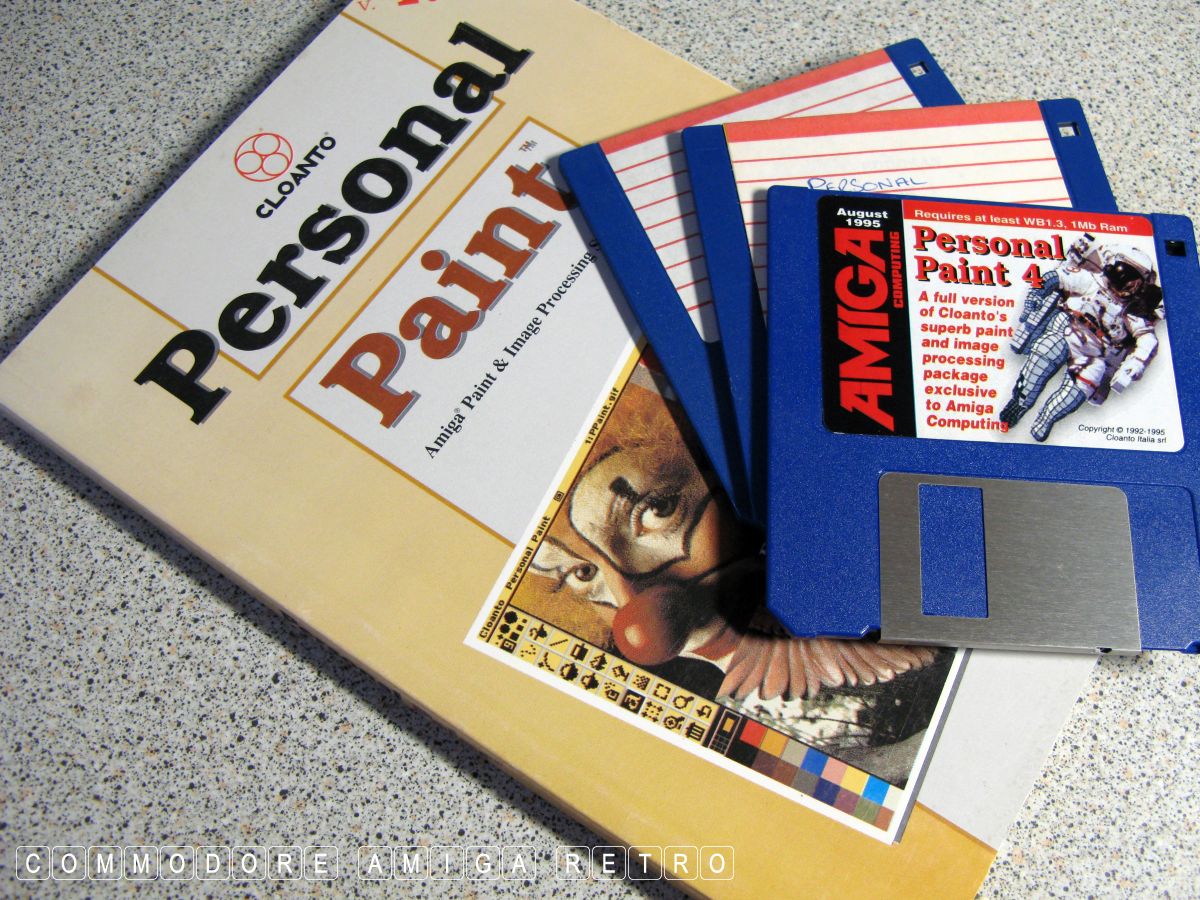 CLOANTO®
Personal
Paint™
Amiga® Paint & Image Processing
Cloanto Personal Paint
1:PPaint.gif
PERSONAL
August
1995
AMIGA
COMPUTING
Requires at least WB1.3, 1Mb Ram
Personal
Paint 4
A full version
of Cloanto's
superb paint
and image
processing
package
exclusive
to Amiga
Computing
Copyright © 1992-1995
Cloanto Italia srl
COMMODORE AMIGA RETRO